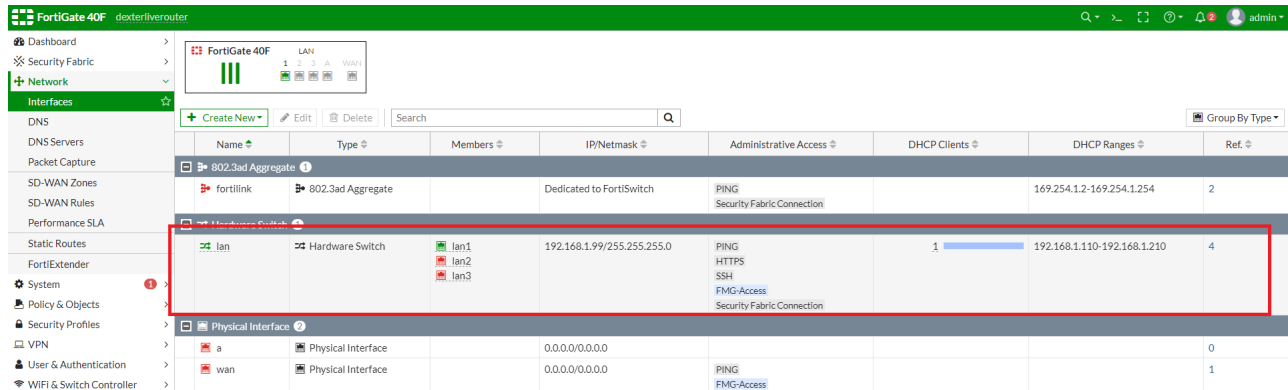 FortiGate 40F dexterliverouter
2 admin
Dashboard
Security Fabric
Network
Interfaces
DNS
DNS Servers
Packet Capture
SD-WAN Zones
SD-WAN Rules
Performance SLA
Static Routes
FortiExtender
System 1
Policy & Objects
Security Profiles
VPN
User & Authentication
WiFi & Switch Controller
FortiGate 40F LAN
1 2 3 A WAN
+ Create New Edit Delete Search Group By Type
Name Type Members IP/Netmask Administrative Access DHCP Clients DHCP Ranges Ref.
802.3ad Aggregate 1
fortilink 802.3ad Aggregate Dedicated to FortiSwitch PING 169.254.1.2-169.254.1.254 2
Security Fabric Connection
Hardware Switch 1
lan Hardware Switch lan1 192.168.1.99/255.255.255.0 PING 1 192.168.1.110-192.168.1.210 4
lan2 HTTPS
lan3 SSH
FMG-Access
Security Fabric Connection
Physical Interface 2
a Physical Interface 0.0.0.0/0.0.0.0 0
wan Physical Interface 0.0.0.0/0.0.0.0 PING 1
FMG-Access